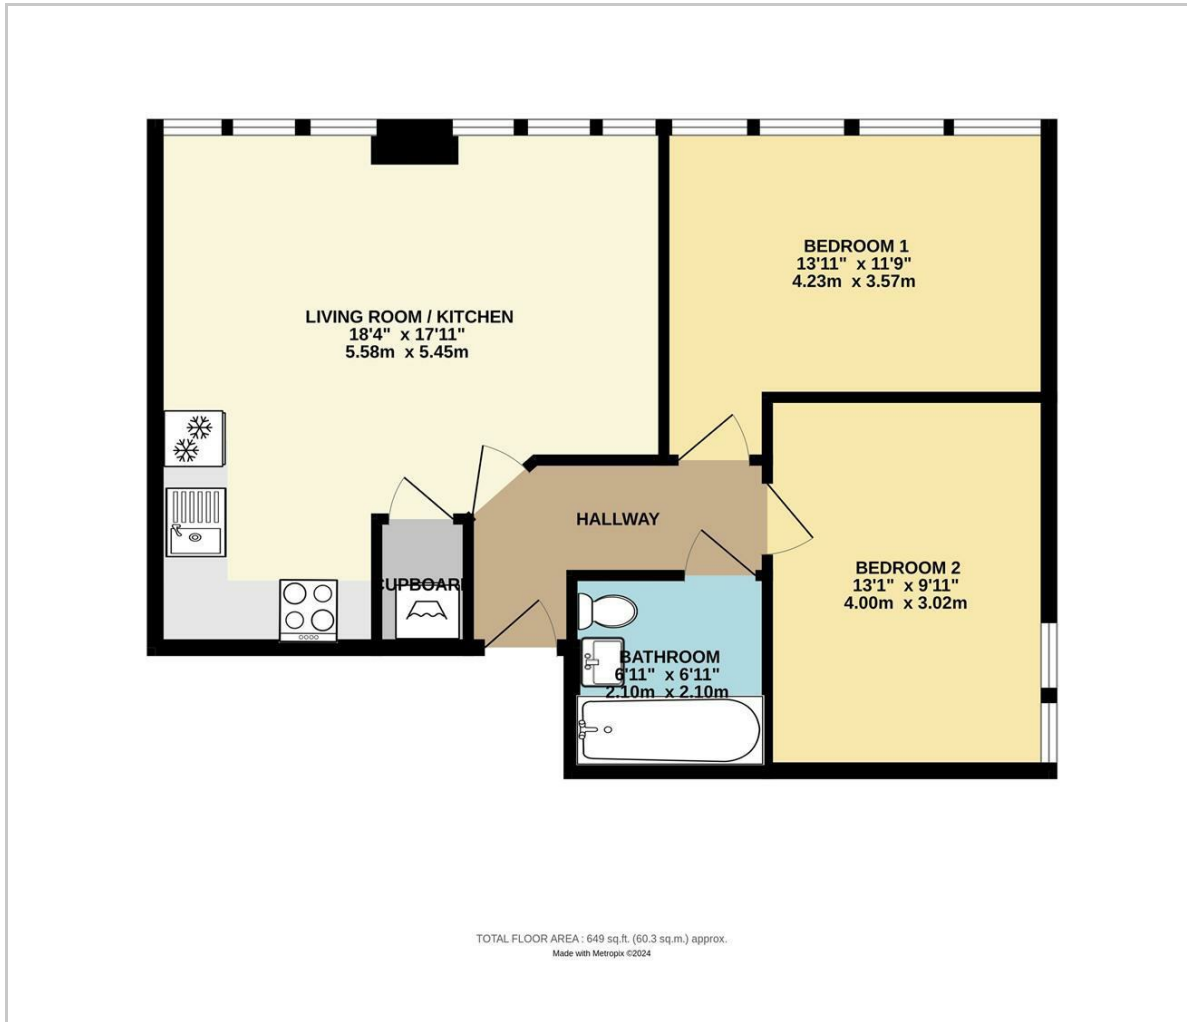 LIVING ROOM / KITCHEN
18'4" x 17'11"
5.58m x 5.45m
BEDROOM 1
13'11" x 11'9"
4.23m x 3.57m
HALLWAY
CUPBOARD
BEDROOM 2
13'1" x 9'11"
4.00m x 3.02m
BATHROOM
6'11" x 6'11"
2.10m x 2.10m
TOTAL FLOOR AREA : 649 sq.ft. (60.3 sq.m.) approx.
Made with Metropix ©2024